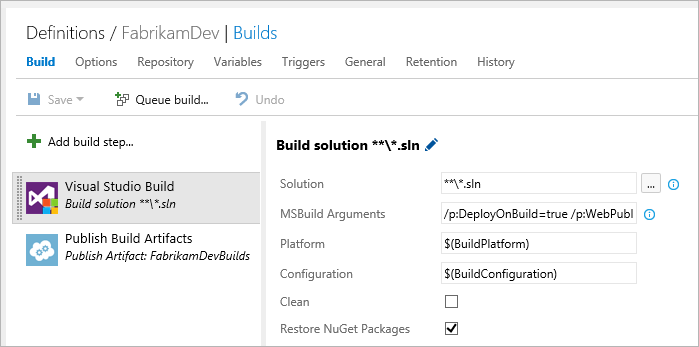 Definitions / FabrikamDev | Builds
Build Options Repository Variables Triggers General Retention History
Save Queue build... Undo
Add build step...
Visual Studio Build
Build solution **\*.sln
Publish Build Artifacts
Publish Artifact: FabrikamDevBuilds
Build solution **\*.sln
Solution **\*.sln ...
MSBuild Arguments /p:DeployOnBuild=true /p:WebPubl
Platform $(BuildPlatform)
Configuration $(BuildConfiguration)
Clean
Restore NuGet Packages